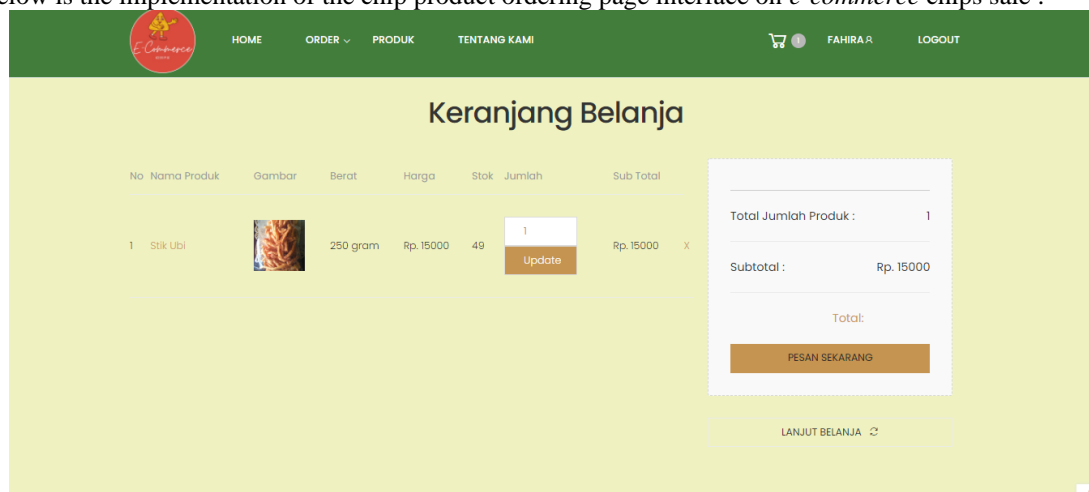 elow is the implementation of the chip product ordering page interface on e-commerce chips sale :
E-Commerce
HOME ORDER PRODUK TENTANG KAMI 1 FAHIRA LOGOUT
Keranjang Belanja
No Nama Produk Gambar Berat Harga Stok Jumlah Sub Total
1 Stik Ubi 250 gram Rp. 15000 49 1 Rp. 15000 X
Update
Total Jumlah Produk : 1
Subtotal : Rp. 15000
Total:
PESAN SEKARANG
LANJUT BELANJA